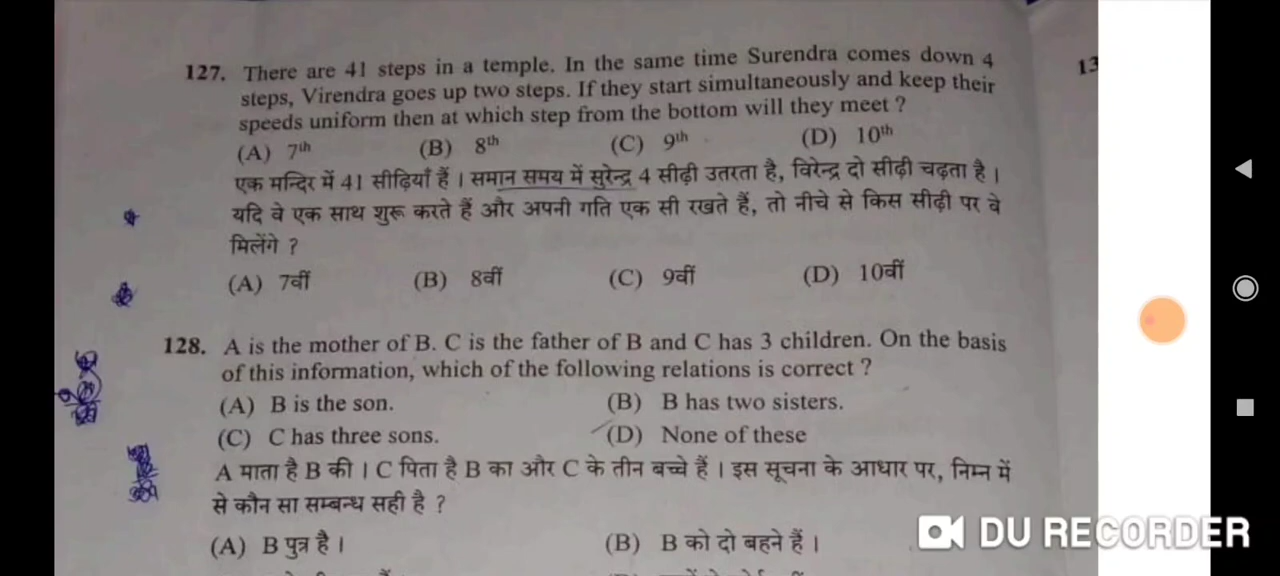 127. There are 41 steps in a temple. In the same time Surendra comes down 4
steps, Virendra goes up two steps. If they start simultaneously and keep their
speeds uniform then at which step from the bottom will they meet ?
(A) 7th (B) 8th (C) 9th (D) 10th
एक मन्दिर में 41 सीढ़ियाँ हैं । समान समय में सुरेन्द्र 4 सीढ़ी उतरता है, विरेन्द्र दो सीढ़ी चढ़ता है ।
यदि वे एक साथ शुरू करते हैं और अपनी गति एक सी रखते हैं, तो नीचे से किस सीढ़ी पर वे
मिलेंगे ?
(A) 7वीं (B) 8वीं (C) 9वीं (D) 10वीं
128. A is the mother of B. C is the father of B and C has 3 children. On the basis
of this information, which of the following relations is correct ?
(A) B is the son. (B) B has two sisters.
(C) C has three sons. (D) None of these
A माता है B की । C पिता है B का और C के तीन बच्चे हैं । इस सूचना के आधार पर, निम्न में
से कौन सा सम्बन्ध सही है ?
(A) B पुत्र है । (B) B को दो बहने हैं ।
13
DU RECORDER